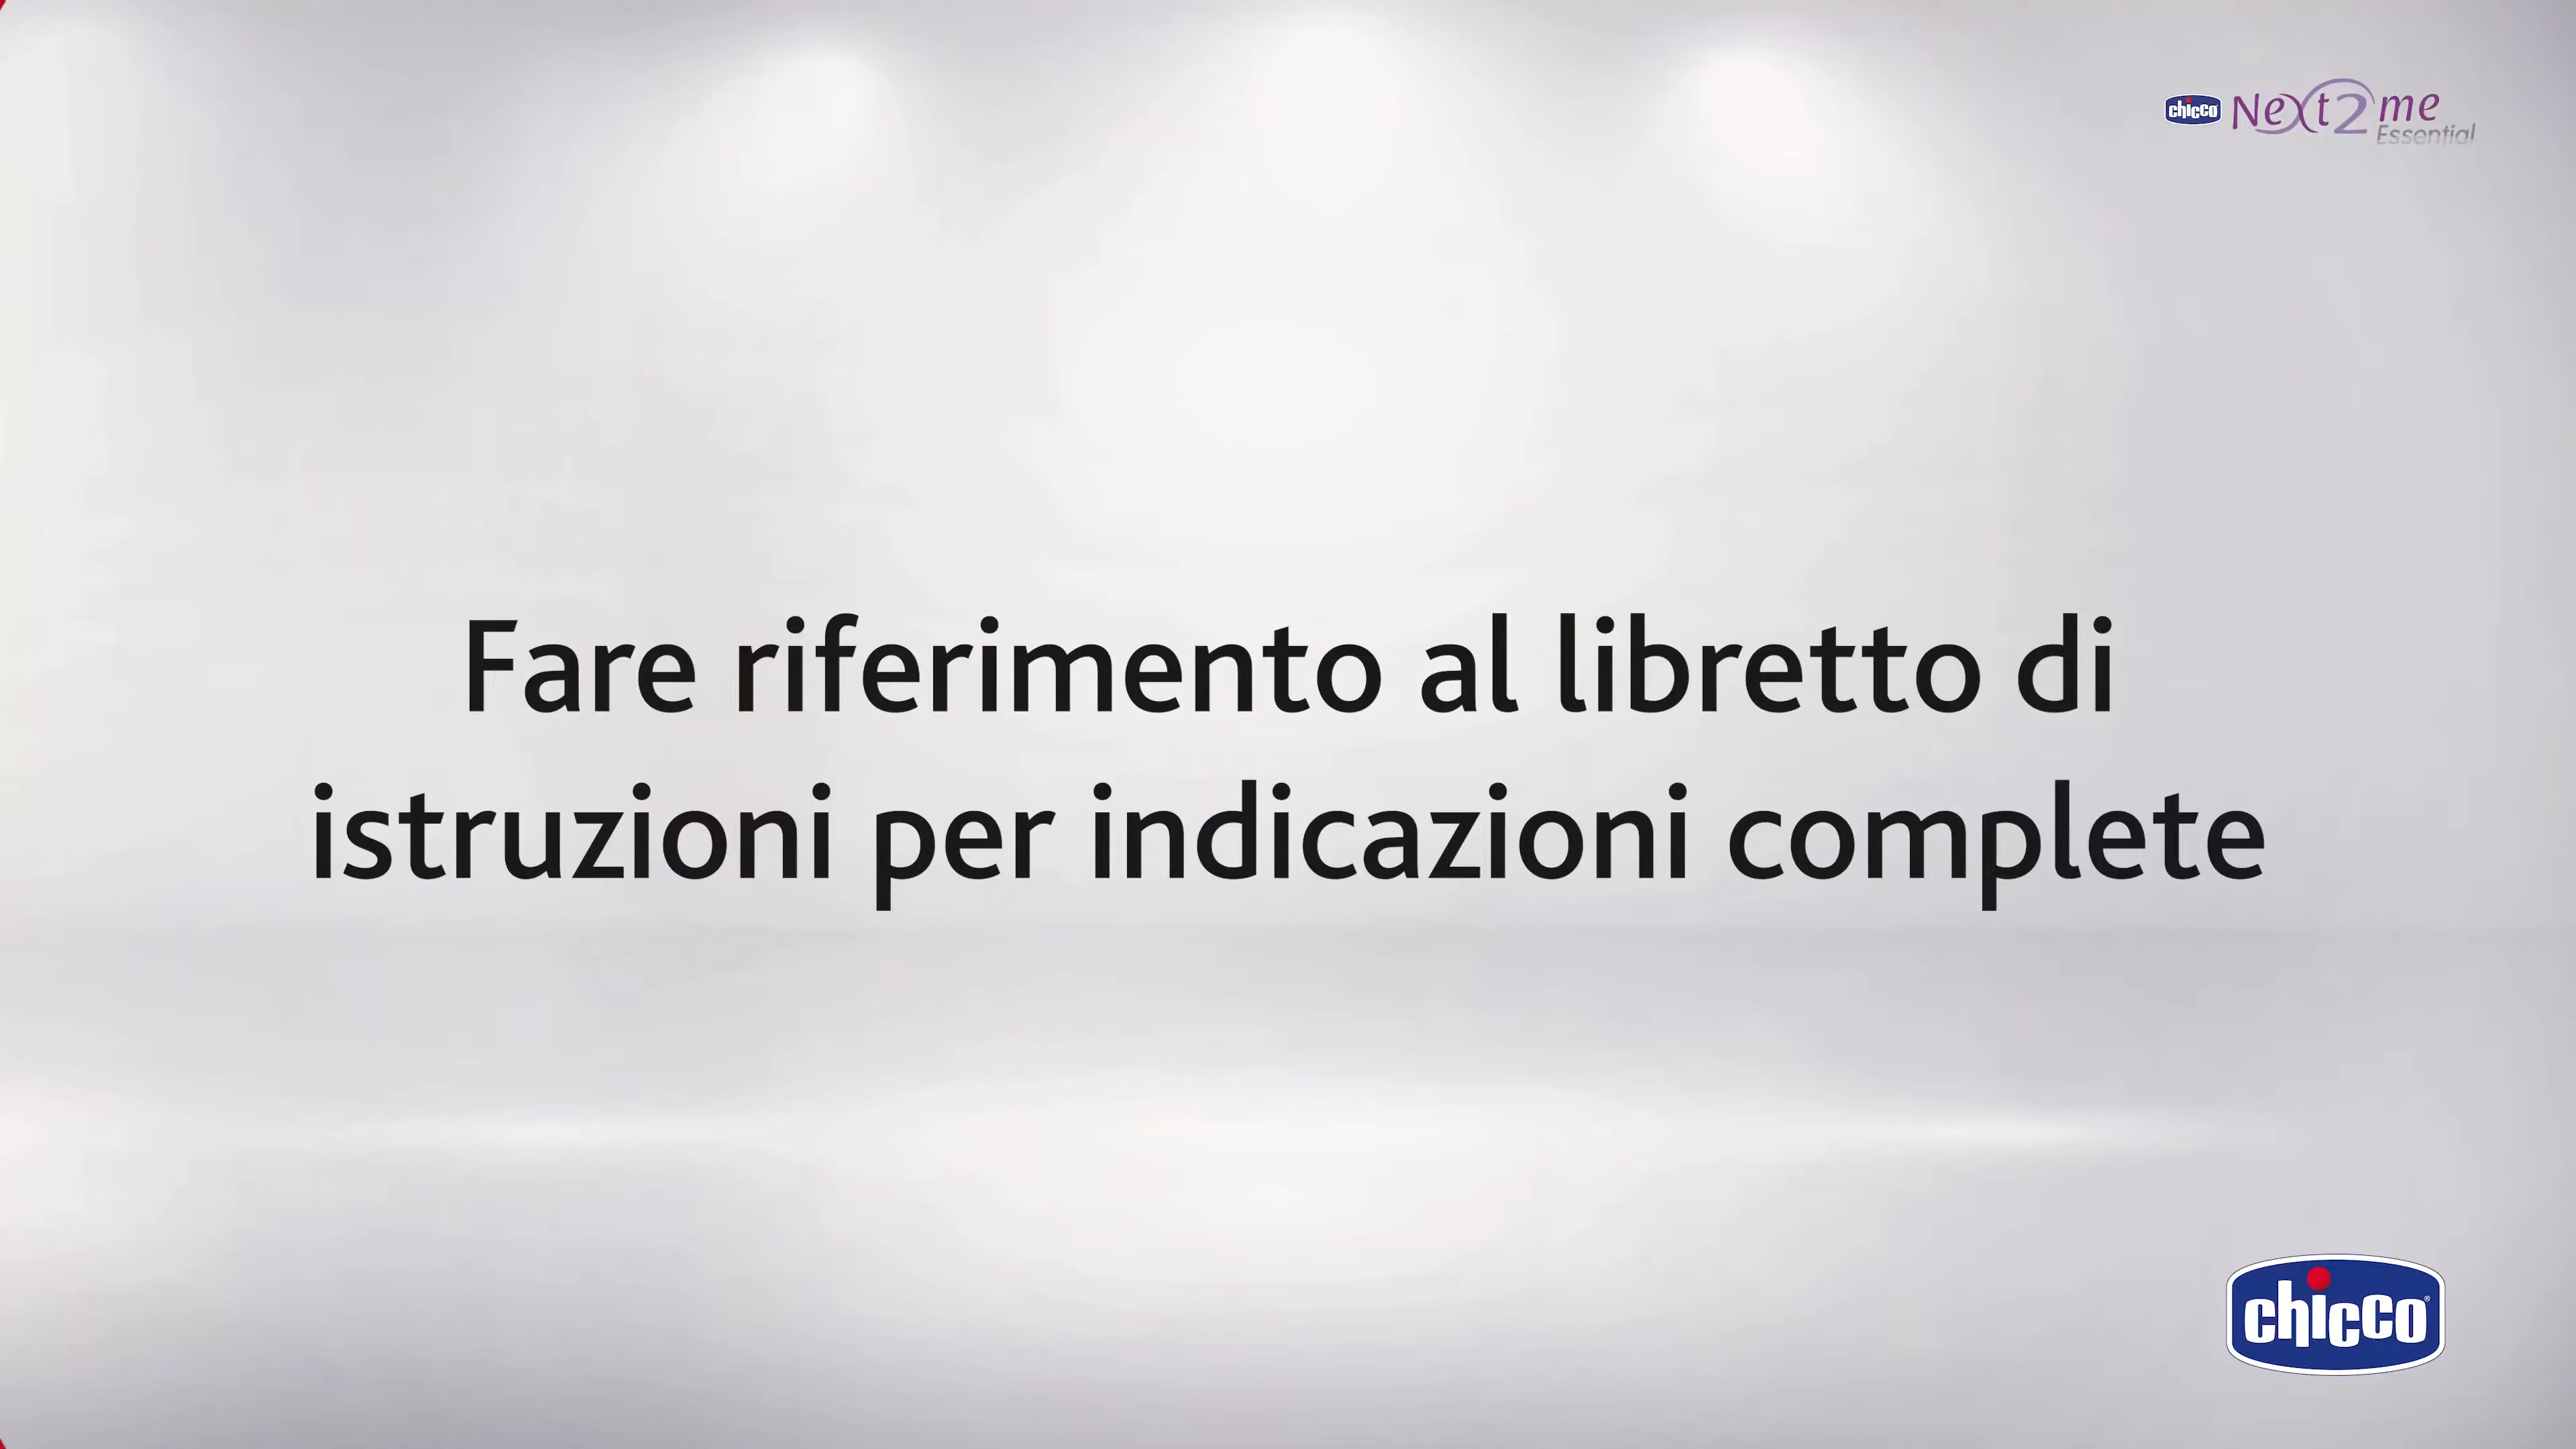 chicco Next2me
Essential
Fare riferimento al libretto di
istruzioni per indicazioni complete
chicco®